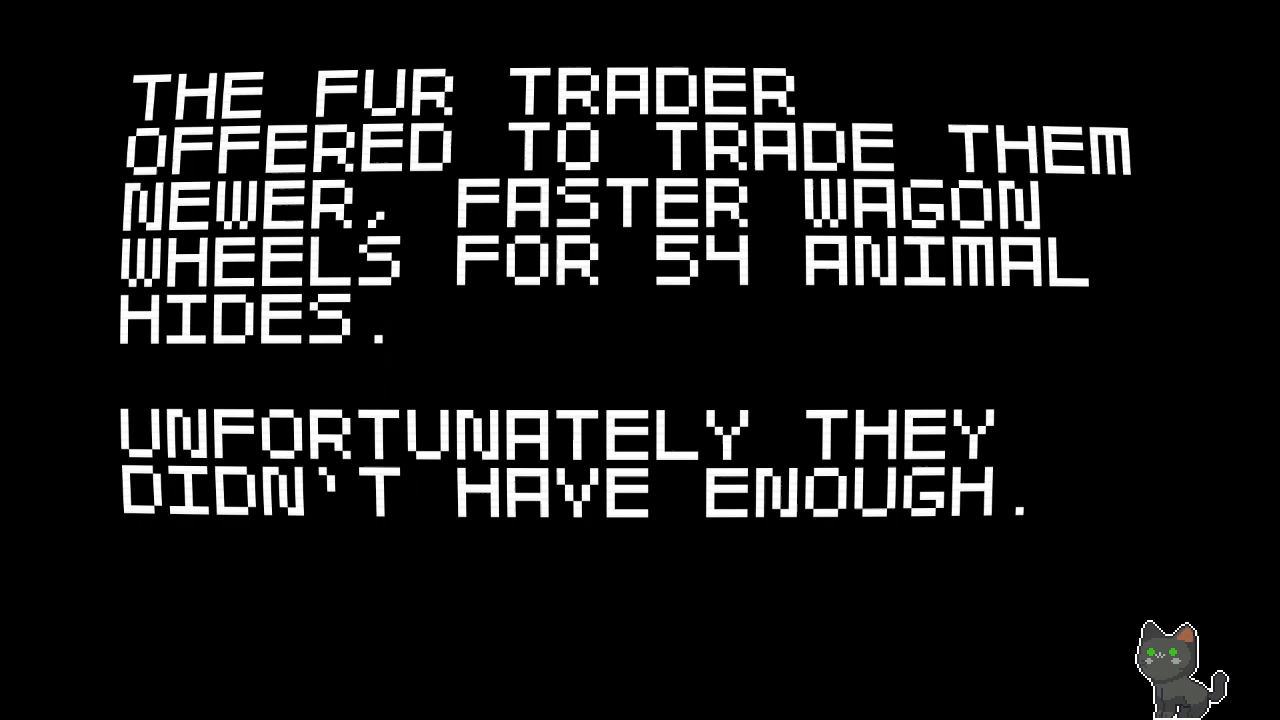 THE FUR TRADER
OFFERED TO TRADE THEM
NEWER, FASTER WAGON
WHEELS FOR 54 ANIMAL
HIDES.
UNFORTUNATELY THEY
DIDN'T HAVE ENOUGH.